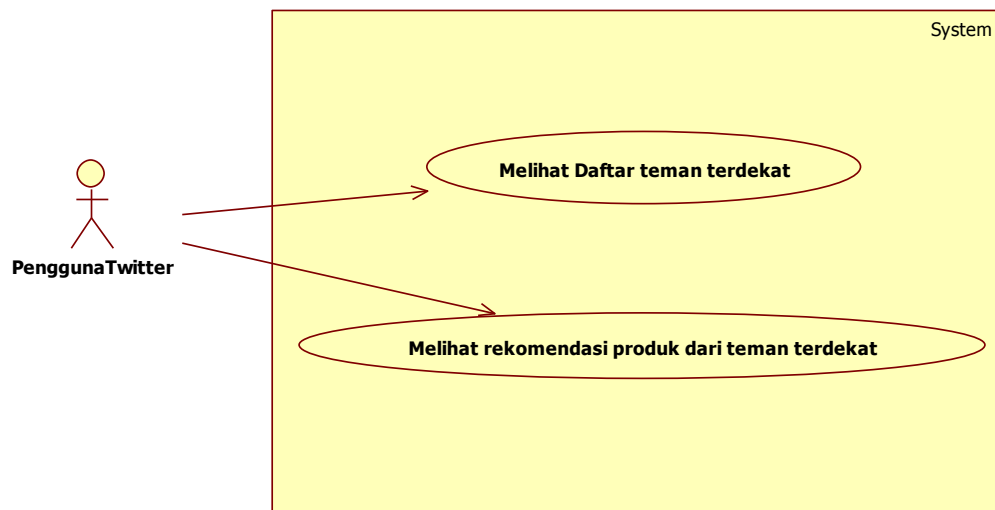 System
Melihat Daftar teman terdekat
PenggunaTwitter
Melihat rekomendasi produk dari teman terdekat